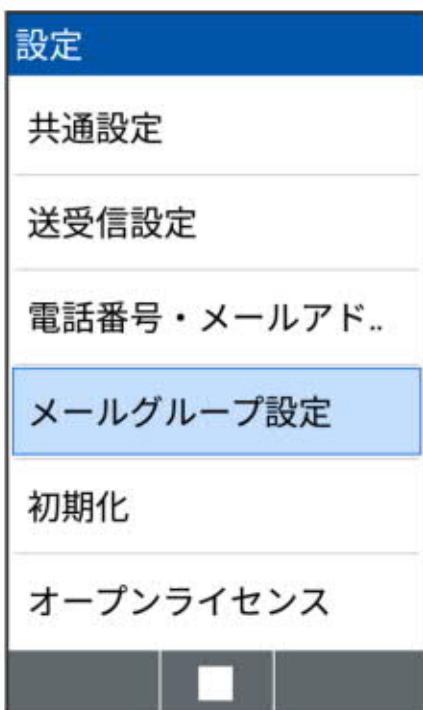 設定
共通設定
送受信設定
電話番号・メールアド..
メールグループ設定
初期化
オープンライセンス